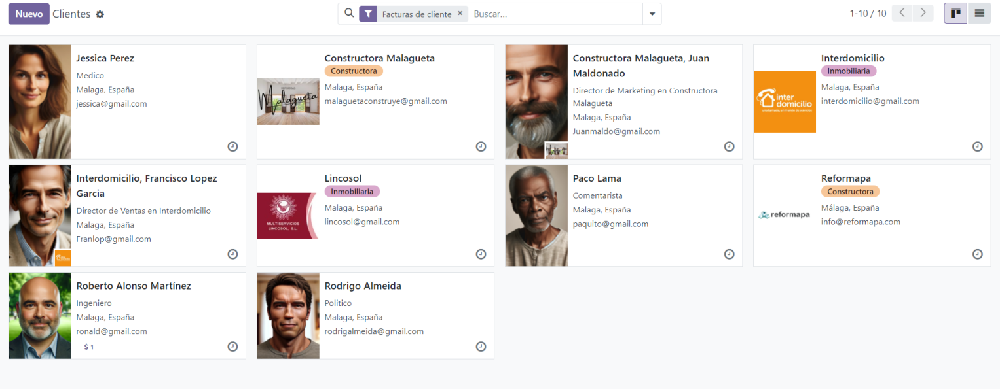 Nuevo Clientes
Facturas de cliente × Buscar...
1-10 / 10
Jessica Perez
Medico
Malaga, España
jessica@gmail.com
REFORMAS
Malagueta
Constructora Malagueta
Constructora
Malaga, España
malaguetaconstruye@gmail.com
Constructora Malagueta, Juan
Maldonado
Director de Marketing en Constructora
Malagueta
Malaga, España
Juanmaldo@gmail.com
inter
domicilio
Interdomicilio
Inmobiliaria
Malaga, España
interdomicilio@gmail.com
Interdomicilio, Francisco Lopez
Garcia
Director de Ventas en Interdomicilio
Malaga, España
Franlop@gmail.com
MULTISERVICIOS
LINCOSOL, S.L.
Lincosol
Inmobiliaria
Malaga, España
lincosol@gmail.com
Paco Lama
Comentarista
Malaga, España
paquito@gmail.com
reformapa
Reformapa
Constructora
Málaga, España
info@reformapa.com
Roberto Alonso Martínez
Ingeniero
Malaga, España
ronald@gmail.com
$ 1
Rodrigo Almeida
Politico
Malaga, España
rodrigalmeida@gmail.com